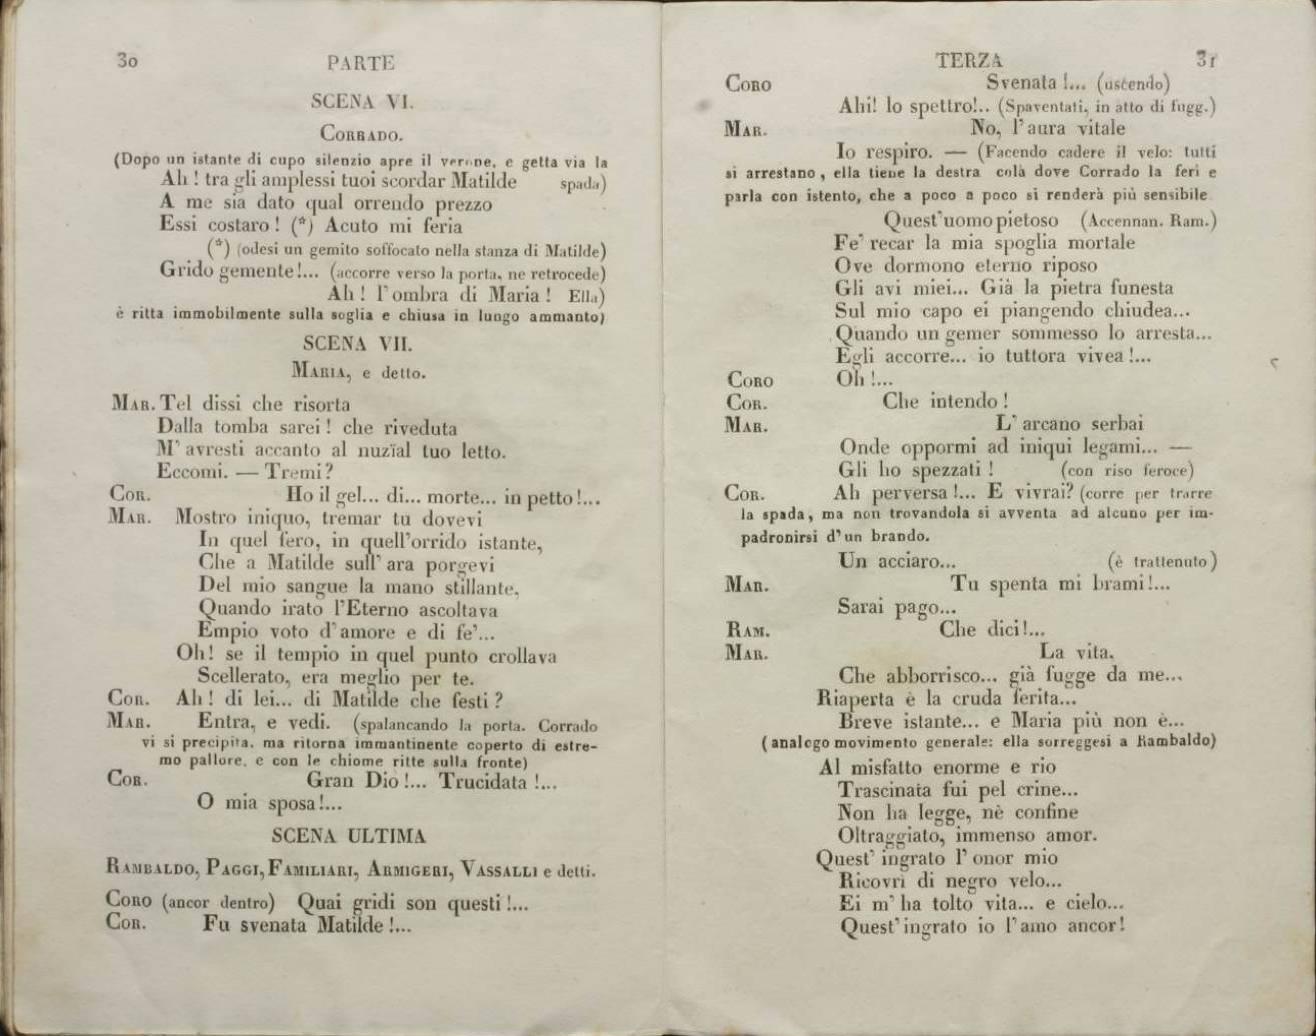 30 PARTE
SCENA VI.
CORRADO.
(Dopo un istante di cupo silenzio apre il verone, e getta via la
Ah ! tra gli amplessi tuoi scordar Matilde spada)
A me sia dato qual orrendo prezzo
Essi costaro ! (*) Acuto mi feria
(*) (odesi un gemito soffocato nella stanza di Matilde)
Grido gemente !... (accorre verso la porta, ne retrocede)
Ah ! l'ombra di Maria ! Ella)
è ritta immobilmente sulla soglia e chiusa in lungo ammanto)
SCENA VII.
MARIA, e detto.
MAR. Tel dissi che risorta
Dalla tomba sarei ! che riveduta
M' avresti accanto al nuzïal tuo letto.
Eccomi. — Tremi ?
COR. Ho il gel... di... morte... in petto !...
MAR. Mostro iniquo, tremar tu dovevi
In quel fero, in quell'orrido istante,
Che a Matilde sull' ara porgevi
Del mio sangue la mano stillante,
Quando irato l'Eterno ascoltava
Empio voto d'amore e di fe'...
Oh! se il tempio in quel punto crollava
Scellerato, era meglio per te.
COR. Ah ! di lei... di Matilde che festi ?
MAR. Entra, e vedi. (spalancando la porta. Corrado
vi si precipita, ma ritorna immantinente coperto di estre-
mo pallore, e con le chiome ritte sulla fronte)
COR. Gran Dio !... Trucidata !...
O mia sposa !...
SCENA ULTIMA
RAMBALDO, PAGGI, FAMILIARI, ARMIGERI, VASSALLI e detti.
CORO (ancor dentro) Quai gridi son questi !...
COR. Fu svenata Matilde !...
TERZA 31
CORO Svenata !... (uscendo)
Ahi! lo spettro!.. (Spaventati, in atto di fugg.)
MAR. No, l'aura vitale
Io respiro. — (Facendo cadere il velo: tutti
si arrestano, ella tiene la destra colà dove Corrado la ferì e
parla con istento, che a poco a poco si renderà più sensibile
Quest'uomo pietoso (Accennan. Ram.)
Fe' recar la mia spoglia mortale
Ove dormono eterno riposo
Gli avi miei... Già la pietra funesta
Sul mio capo ei piangendo chiudea...
Quando un gemer sommesso lo arresta...
Egli accorre... io tuttora vivea !...
CORO Oh !...
COR. Che intendo !
MAR. L' arcano serbai
Onde oppormi ad iniqui legami... —
Gli ho spezzati ! (con riso feroce)
COR. Ah perversa !... E vivrai? (corre per trarre
la spada, ma non trovandola si avventa ad alcuno per im-
padronirsi d'un brando.
Un acciaro... (è trattenuto)
MAR. Tu spenta mi brami !...
Sarai pago...
RAM. Che dici !...
MAR. La vita,
Che abborrisco... già fugge da me...
Riaperta è la cruda ferita...
Breve istante... e Maria più non è...
(analogo movimento generale: ella sorreggesi a Rambaldo)
Al misfatto enorme e rio
Trascinata fui pel crine...
Non ha legge, nè confine
Oltraggiato, immenso amor.
Quest' ingrato l' onor mio
Ricovrì di negro velo...
Ei m' ha tolto vita... e cielo...
Quest' ingrato io l'amo ancor!